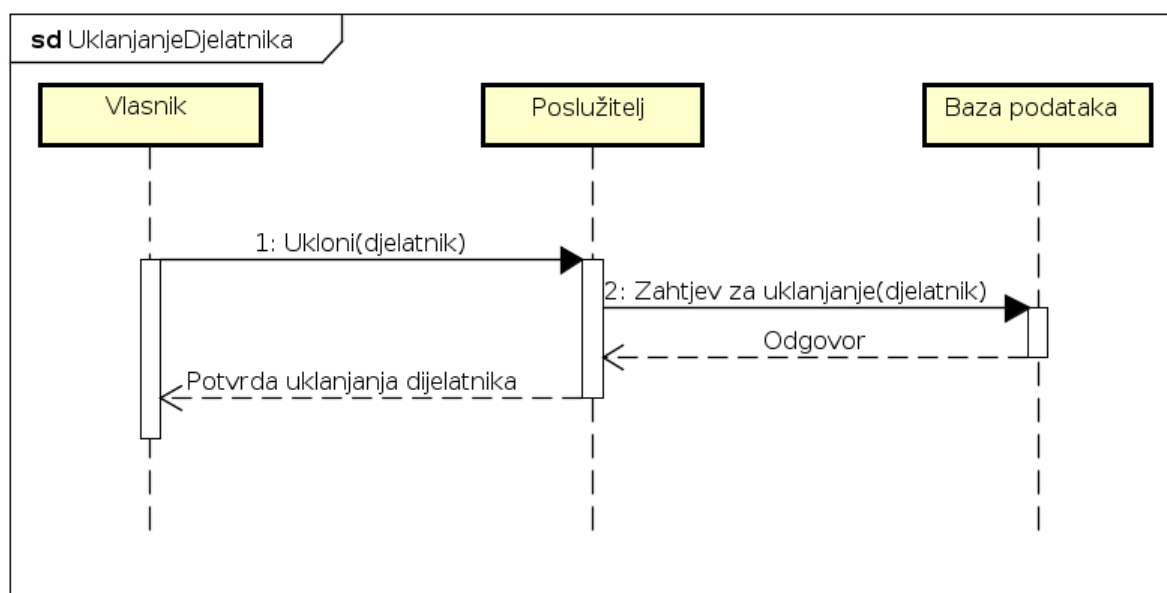 sd UklanjanjeDjelatnika
Vlasnik
Poslužitelj
Baza podataka
1: Ukloni(djelatnik)
2: Zahtjev za uklanjanje(djelatnik)
Odgovor
Potvrda uklanjanja dijelatnika